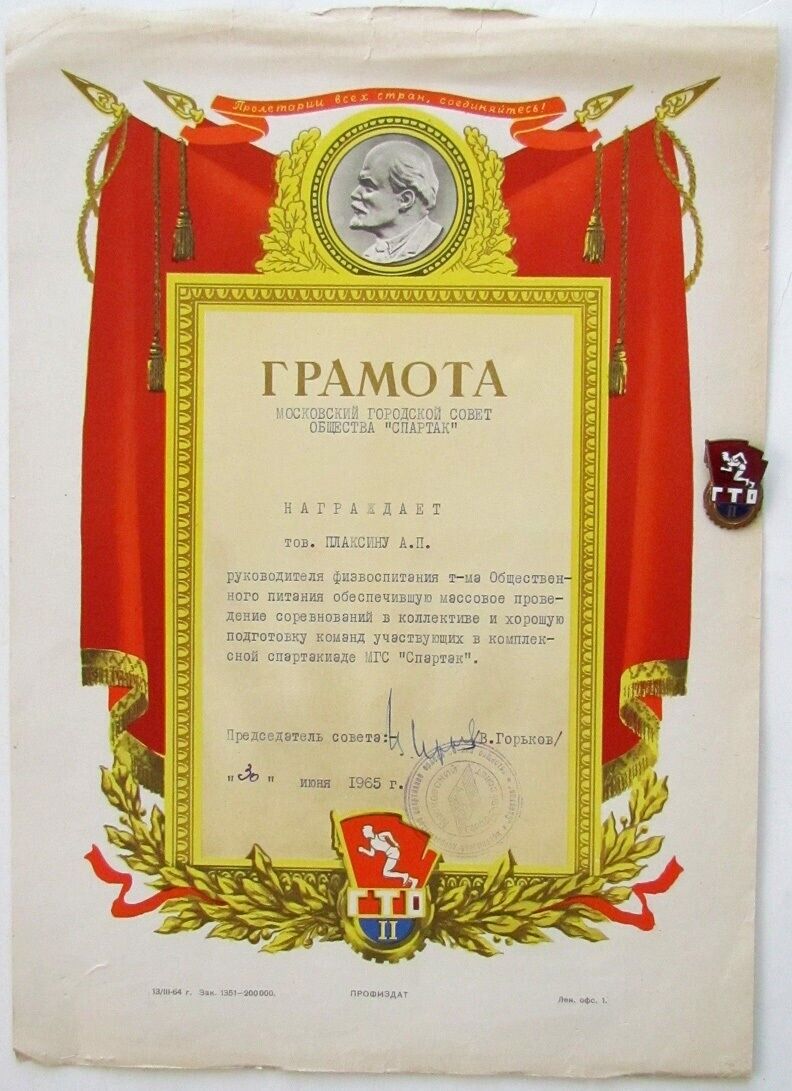 Пролетарии всех стран, соединяйтесь!
ГРАМОТА
МОСКОВСКИЙ ГОРОДСКОЙ СОВЕТ
ОБЩЕСТВА "СПАРТАК"
НАГРАЖДАЕТ
тов. ПЛАКСИНУ А.П.
руководителя физвоспитания т-ма Обществен-
ного питания обеспечившую массовое прове-
дение соревнований в коллективе и хорошую
подготовку команд участвующих в комплек-
сной спартакиаде МГС "Спартак".
Председатель совета: В.Горьков/
"30" июня 1965 г.
ГТО
II
ГТО
II
13/III-64 г. Зак. 1351—200000.
ПРОФИЗДАТ
Лен. офс. 1.